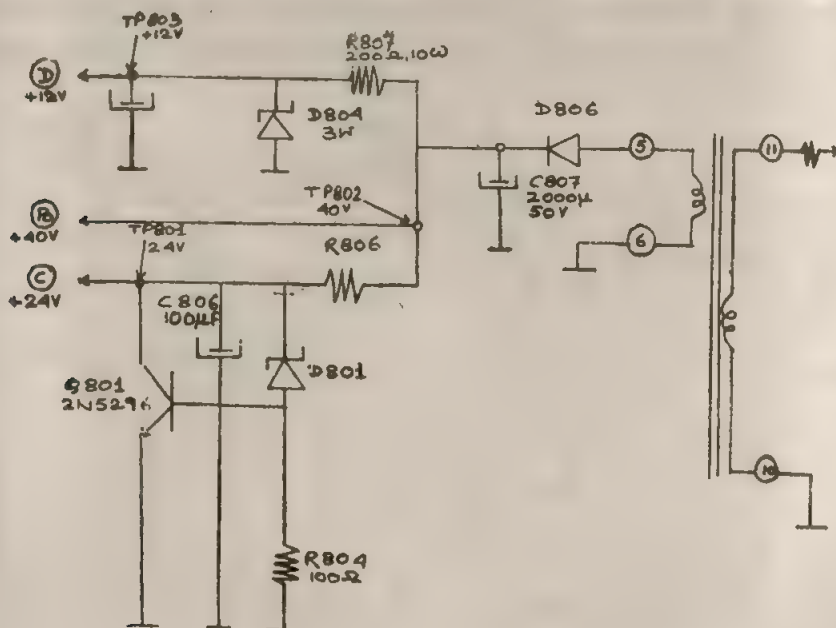 TP803
+12V
R807
200Ω, 10W
D
+12V
D804
3W
D806
5
11
C807
2000μ
50V
TP802
40V
+40V
TP801
24V
R806
6
C
+24V
C806
100μF
D801
Q801
2N5296
10
R804
100Ω